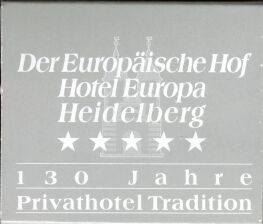 Der Europäische Hof
Hotel Europa
Heidelberg
130 Jahre
Privathotel Tradition